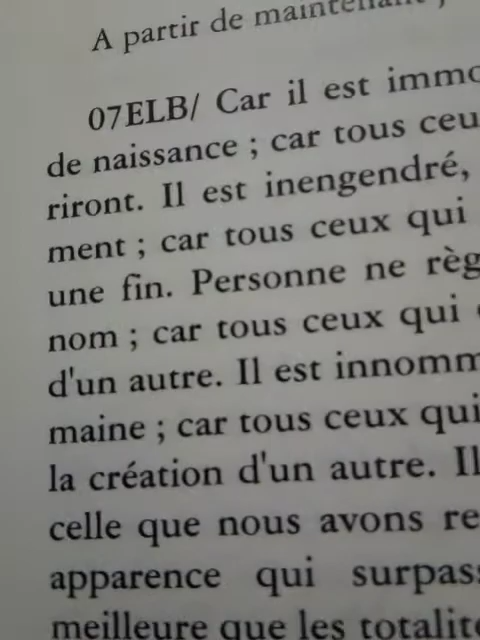 A partir de maintenant,
07ELB/ Car il est immo
de naissance ; car tous ceu
riront. Il est inengendré,
ment ; car tous ceux qui
une fin. Personne ne règ
nom ; car tous ceux qui
d'un autre. Il est innomm
maine ; car tous ceux qui
la création d'un autre. Il
celle que nous avons re
apparence qui surpas
meilleure que les totalit